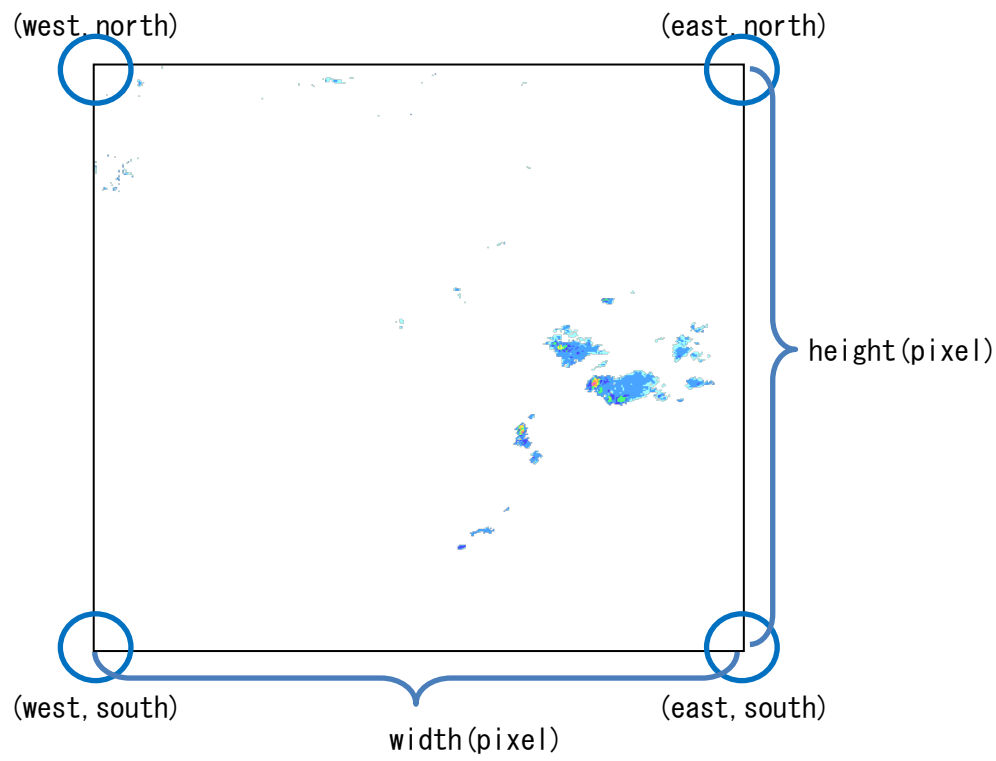 (west,north)
(east,north)
height(pixel)
(west,south)
(east,south)
width(pixel)